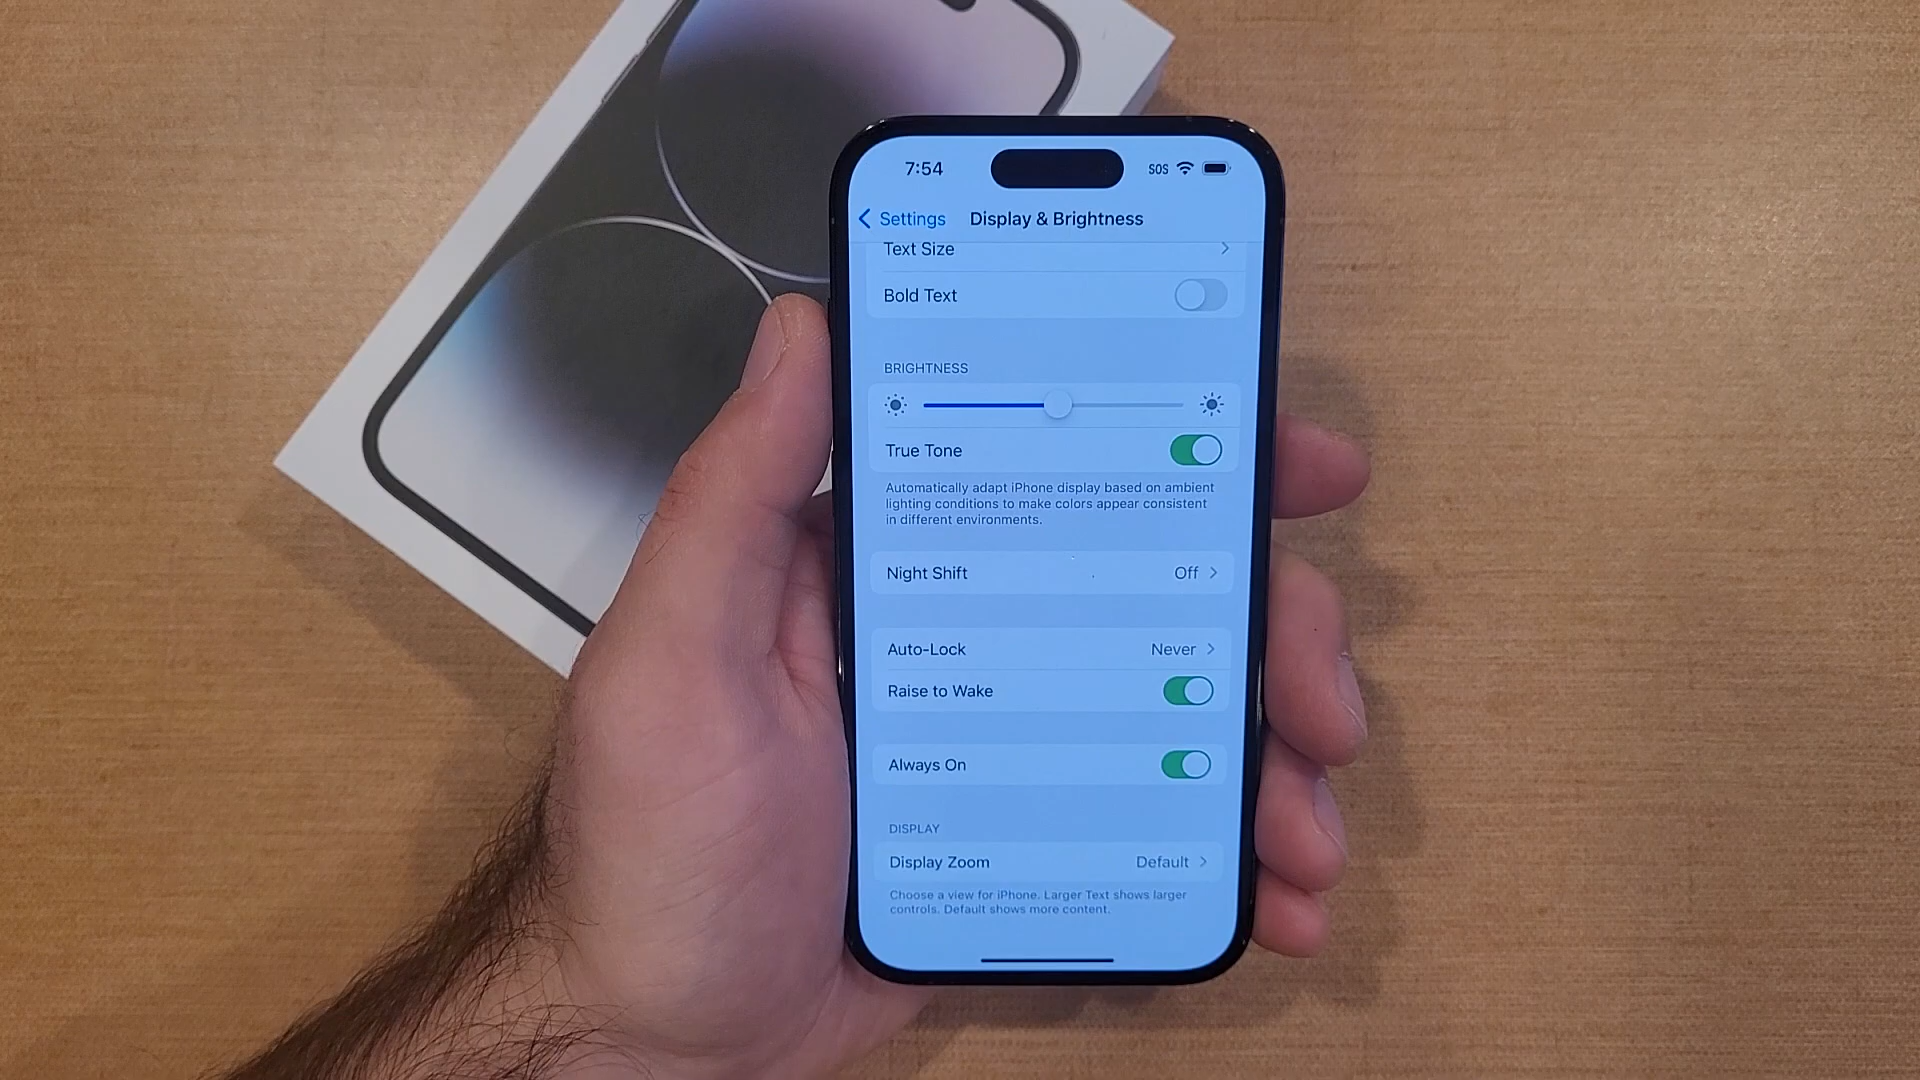 7:54 SOS
Settings Display & Brightness
Text Size
Bold Text
BRIGHTNESS
True Tone
Automatically adapt iPhone display based on ambient
lighting conditions to make colors appear consistent
in different environments.
Night Shift Off
Auto-Lock Never
Raise to Wake
Always On
DISPLAY
Display Zoom Default
Choose a view for iPhone. Larger Text shows larger
controls. Default shows more content.